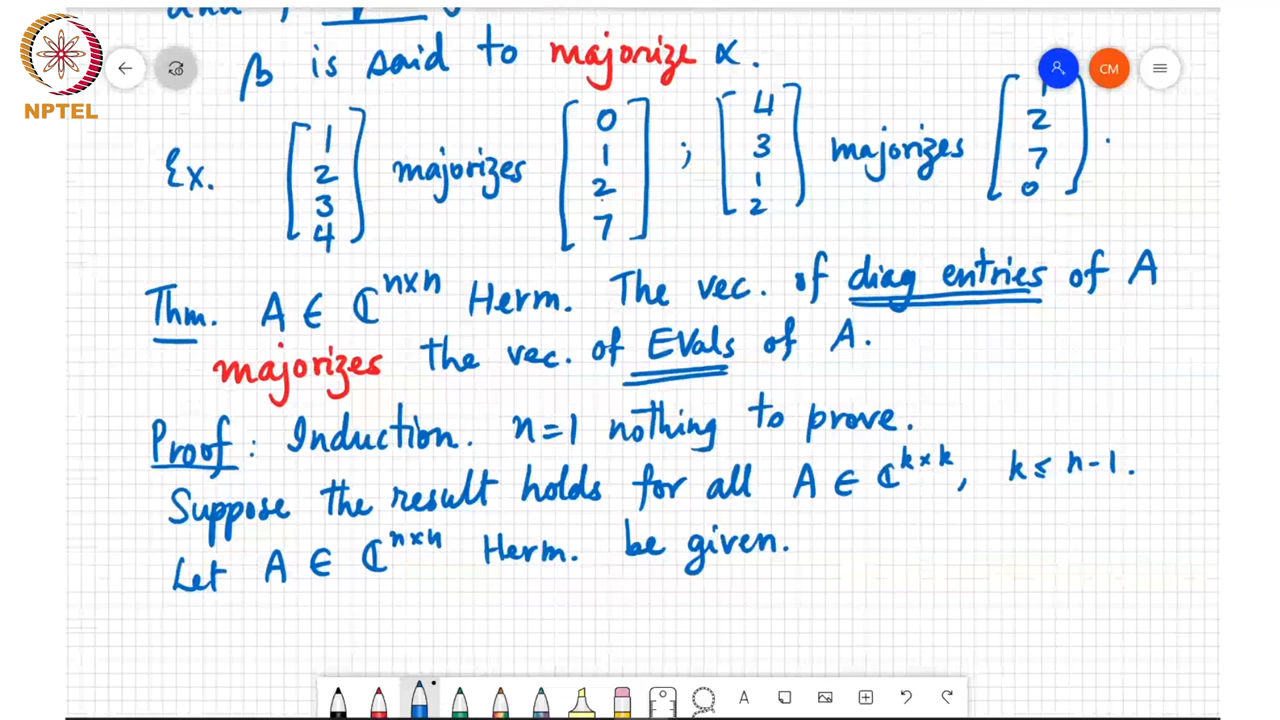 β is said to majorize α.
NPTEL
CM
Ex. [1 2 3 4] majorizes [0 1 2 7] ; [4 3 1 2] majorizes [1 2 7 0] .
Thm. A ∈ ℂ^{n×n} Herm. The vec. of diag entries of A
majorizes the vec. of EVals of A.
Proof : Induction. n=1 nothing to prove.
Suppose the result holds for all A ∈ ℂ^{k×k}, k ≤ n-1.
Let A ∈ ℂ^{n×n} Herm. be given.
A